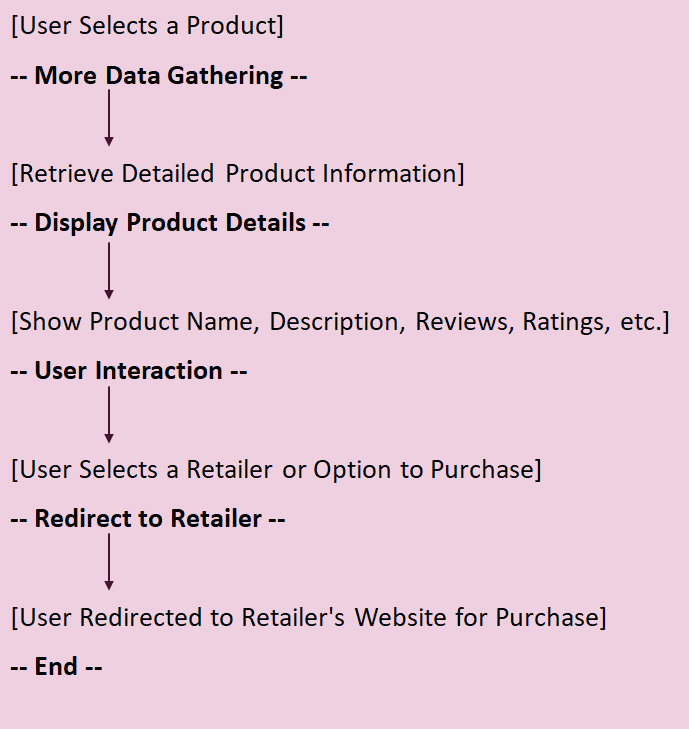 [User Selects a Product]
-- More Data Gathering --
[Retrieve Detailed Product Information]
-- Display Product Details --
[Show Product Name, Description, Reviews, Ratings, etc.]
-- User Interaction --
[User Selects a Retailer or Option to Purchase]
-- Redirect to Retailer --
[User Redirected to Retailer's Website for Purchase]
-- End --